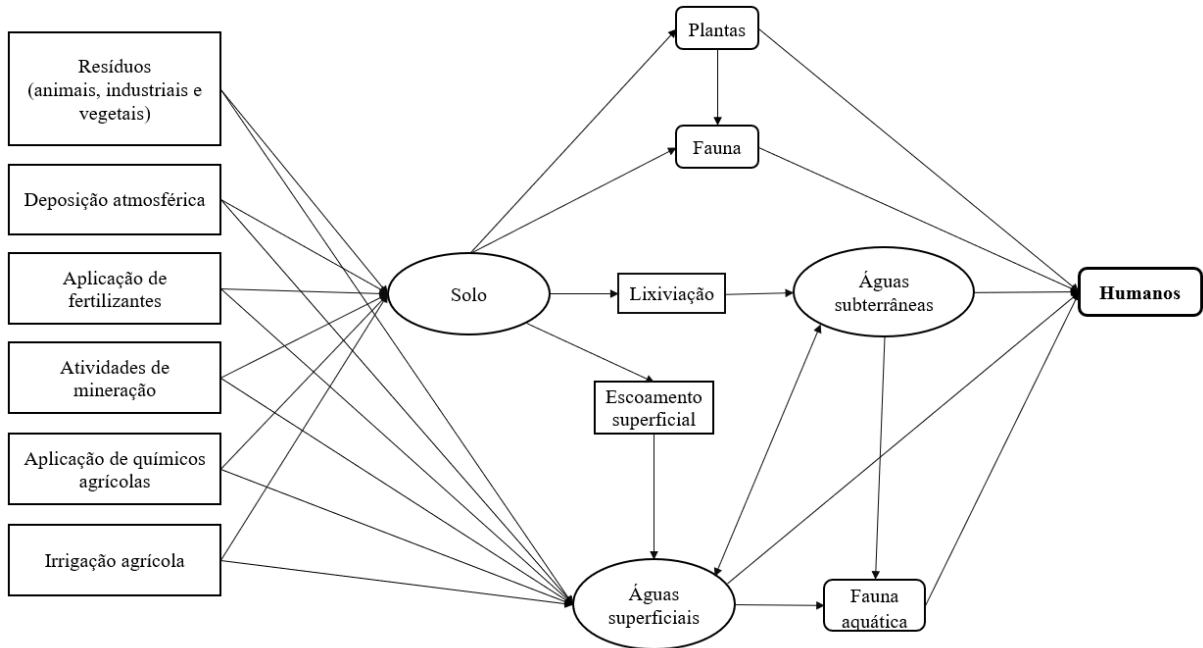 Resíduos
(animais, industriais e
vegetais)
Deposição atmosférica
Aplicação de
fertilizantes
Atividades de
mineração
Aplicação de químicos
agrícolas
Irrigação agrícola
Solo
Plantas
Fauna
Lixiviação
Escoamento
superficial
Águas
superficiais
Águas
subterrâneas
Fauna
aquática
Humanos